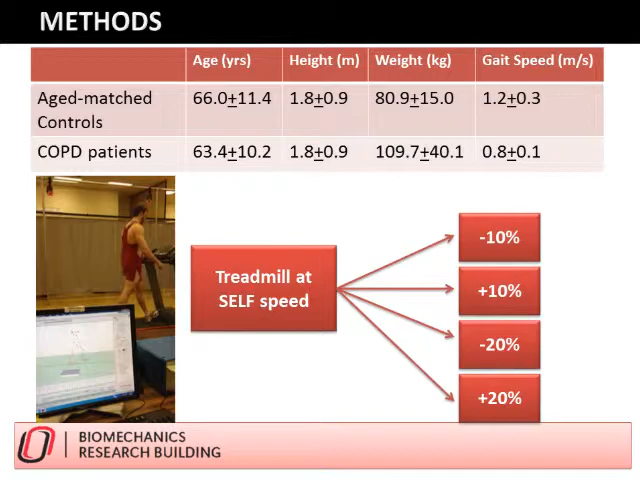 METHODS
Age (yrs) Height (m) Weight (kg) Gait Speed (m/s)
Aged-matched Controls 66.0+11.4 1.8+0.9 80.9+15.0 1.2+0.3
COPD patients 63.4+10.2 1.8+0.9 109.7+40.1 0.8+0.1
Treadmill at
SELF speed
-10%
+10%
-20%
+20%
BIOMECHANICS
RESEARCH BUILDING